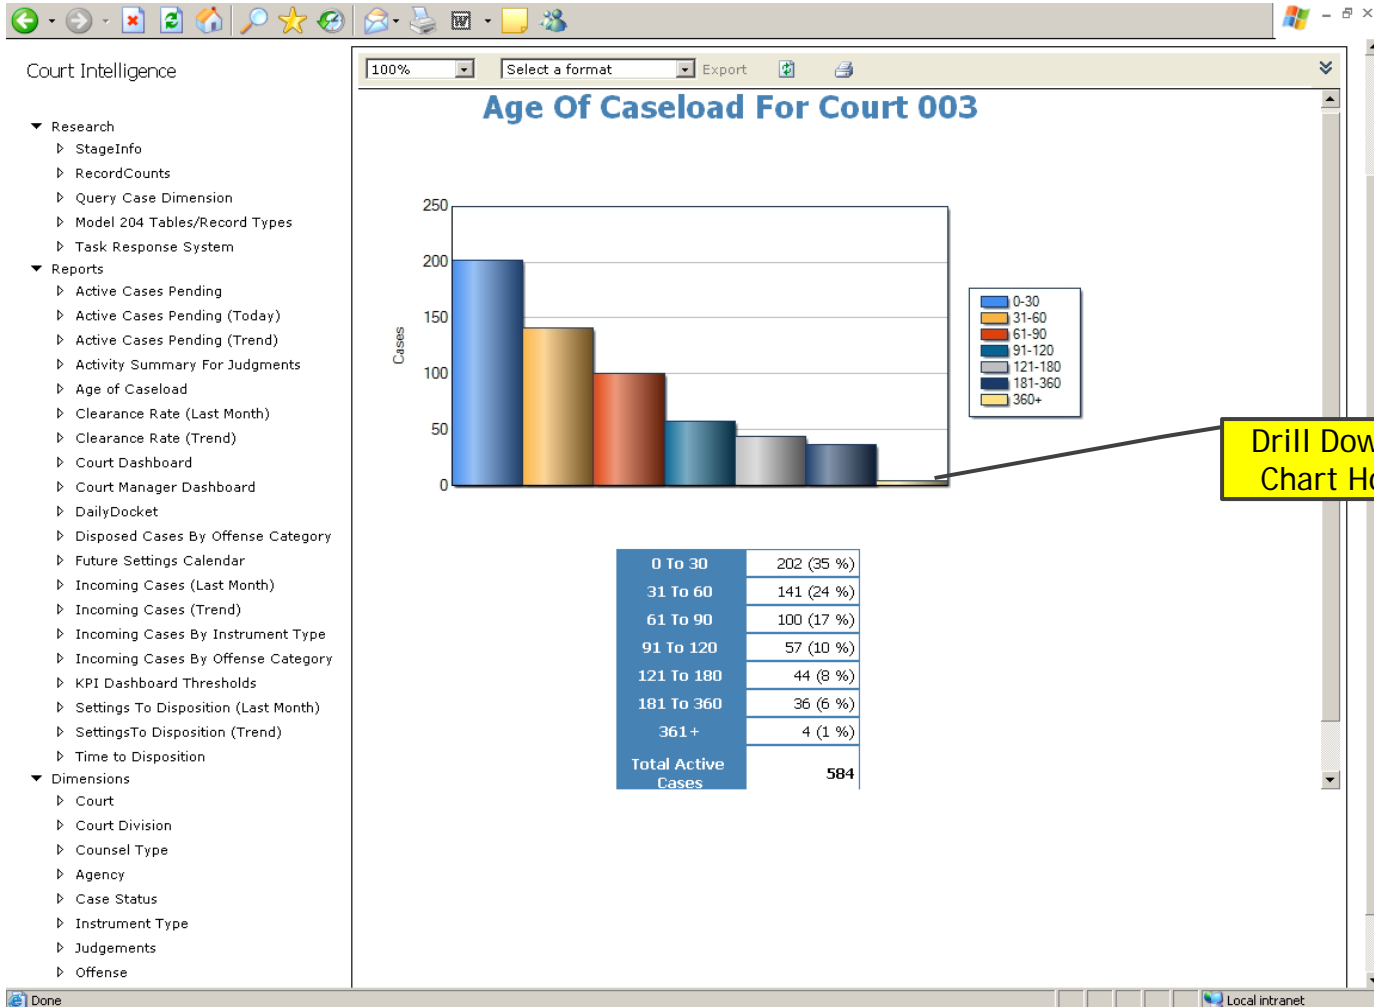 Court Intelligence
Research
StageInfo
RecordCounts
Query Case Dimension
Model 204 Tables/Record Types
Task Response System
Reports
Active Cases Pending
Active Cases Pending (Today)
Active Cases Pending (Trend)
Activity Summary For Judgments
Age of Caseload
Clearance Rate (Last Month)
Clearance Rate (Trend)
Court Dashboard
Court Manager Dashboard
DailyDocket
Disposed Cases By Offense Category
Future Settings Calendar
Incoming Cases (Last Month)
Incoming Cases (Trend)
Incoming Cases By Instrument Type
Incoming Cases By Offense Category
KPI Dashboard Thresholds
Settings To Disposition (Last Month)
SettingsTo Disposition (Trend)
Time to Disposition
Dimensions
Court
Court Division
Counsel Type
Agency
Case Status
Instrument Type
Judgements
Offense
100% Select a format Export
Age Of Caseload For Court 003
250
200
150
100
50
0
Cases
0-30
31-60
61-90
91-120
121-180
181-360
360+
Drill Dow
Chart Ho
0 To 30 202 (35 %)
31 To 60 141 (24 %)
61 To 90 100 (17 %)
91 To 120 57 (10 %)
121 To 180 44 (8 %)
181 To 360 36 (6 %)
361+ 4 (1 %)
Total Active
Cases 584
Done Local intranet